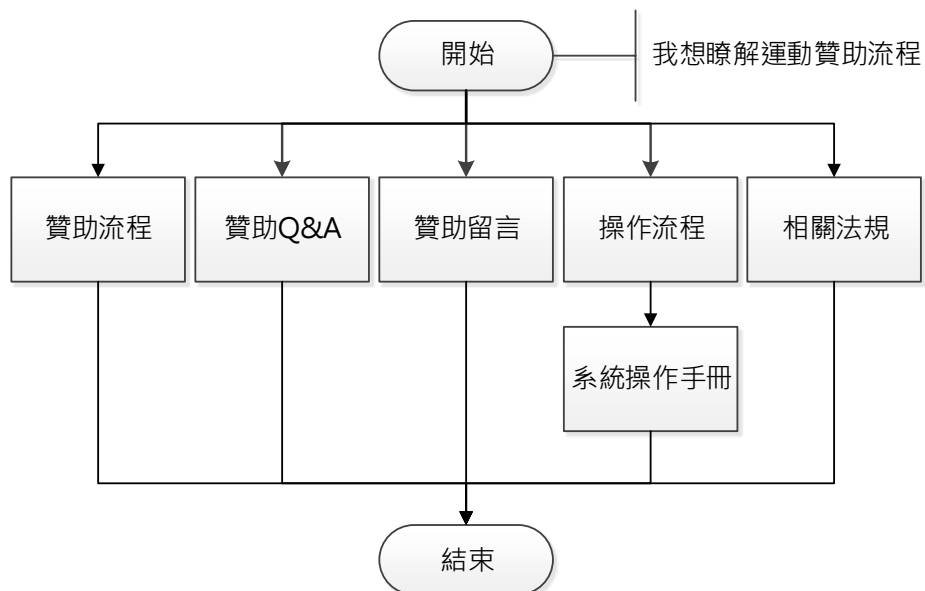 開始
我想瞭解運動贊助流程
贊助流程
贊助Q&A
贊助留言
操作流程
相關法規
系統操作手冊
結束